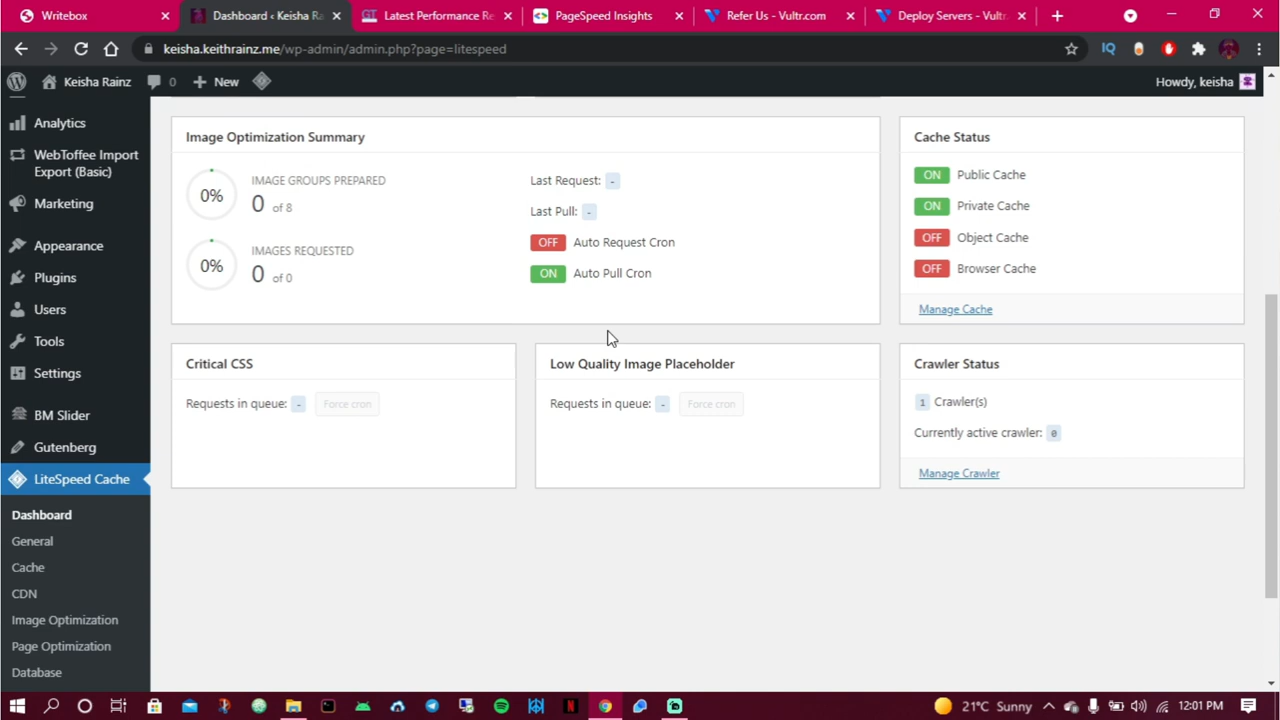 Writebox
Dashboard ‹ Keisha Ra
Latest Performance Re
PageSpeed Insights
Refer Us - Vultr.com
Deploy Servers - Vultr.
keisha.keithrainz.me/wp-admin/admin.php?page=litespeed
Keisha Rainz
0
New
Howdy, keisha
Analytics
WebToffee Import
Export (Basic)
Marketing
Appearance
Plugins
Users
Tools
Settings
BM Slider
Gutenberg
LiteSpeed Cache
Dashboard
General
Cache
CDN
Image Optimization
Page Optimization
Database
Image Optimization Summary
0%
IMAGE GROUPS PREPARED
0 of 8
0%
IMAGES REQUESTED
0 of 0
Last Request: -
Last Pull: -
OFF Auto Request Cron
ON Auto Pull Cron
Cache Status
ON Public Cache
ON Private Cache
OFF Object Cache
OFF Browser Cache
Manage Cache
Critical CSS
Requests in queue: - Force cron
Low Quality Image Placeholder
Requests in queue: - Force cron
Crawler Status
1 Crawler(s)
Currently active crawler: 0
Manage Crawler
21°C Sunny
12:01 PM